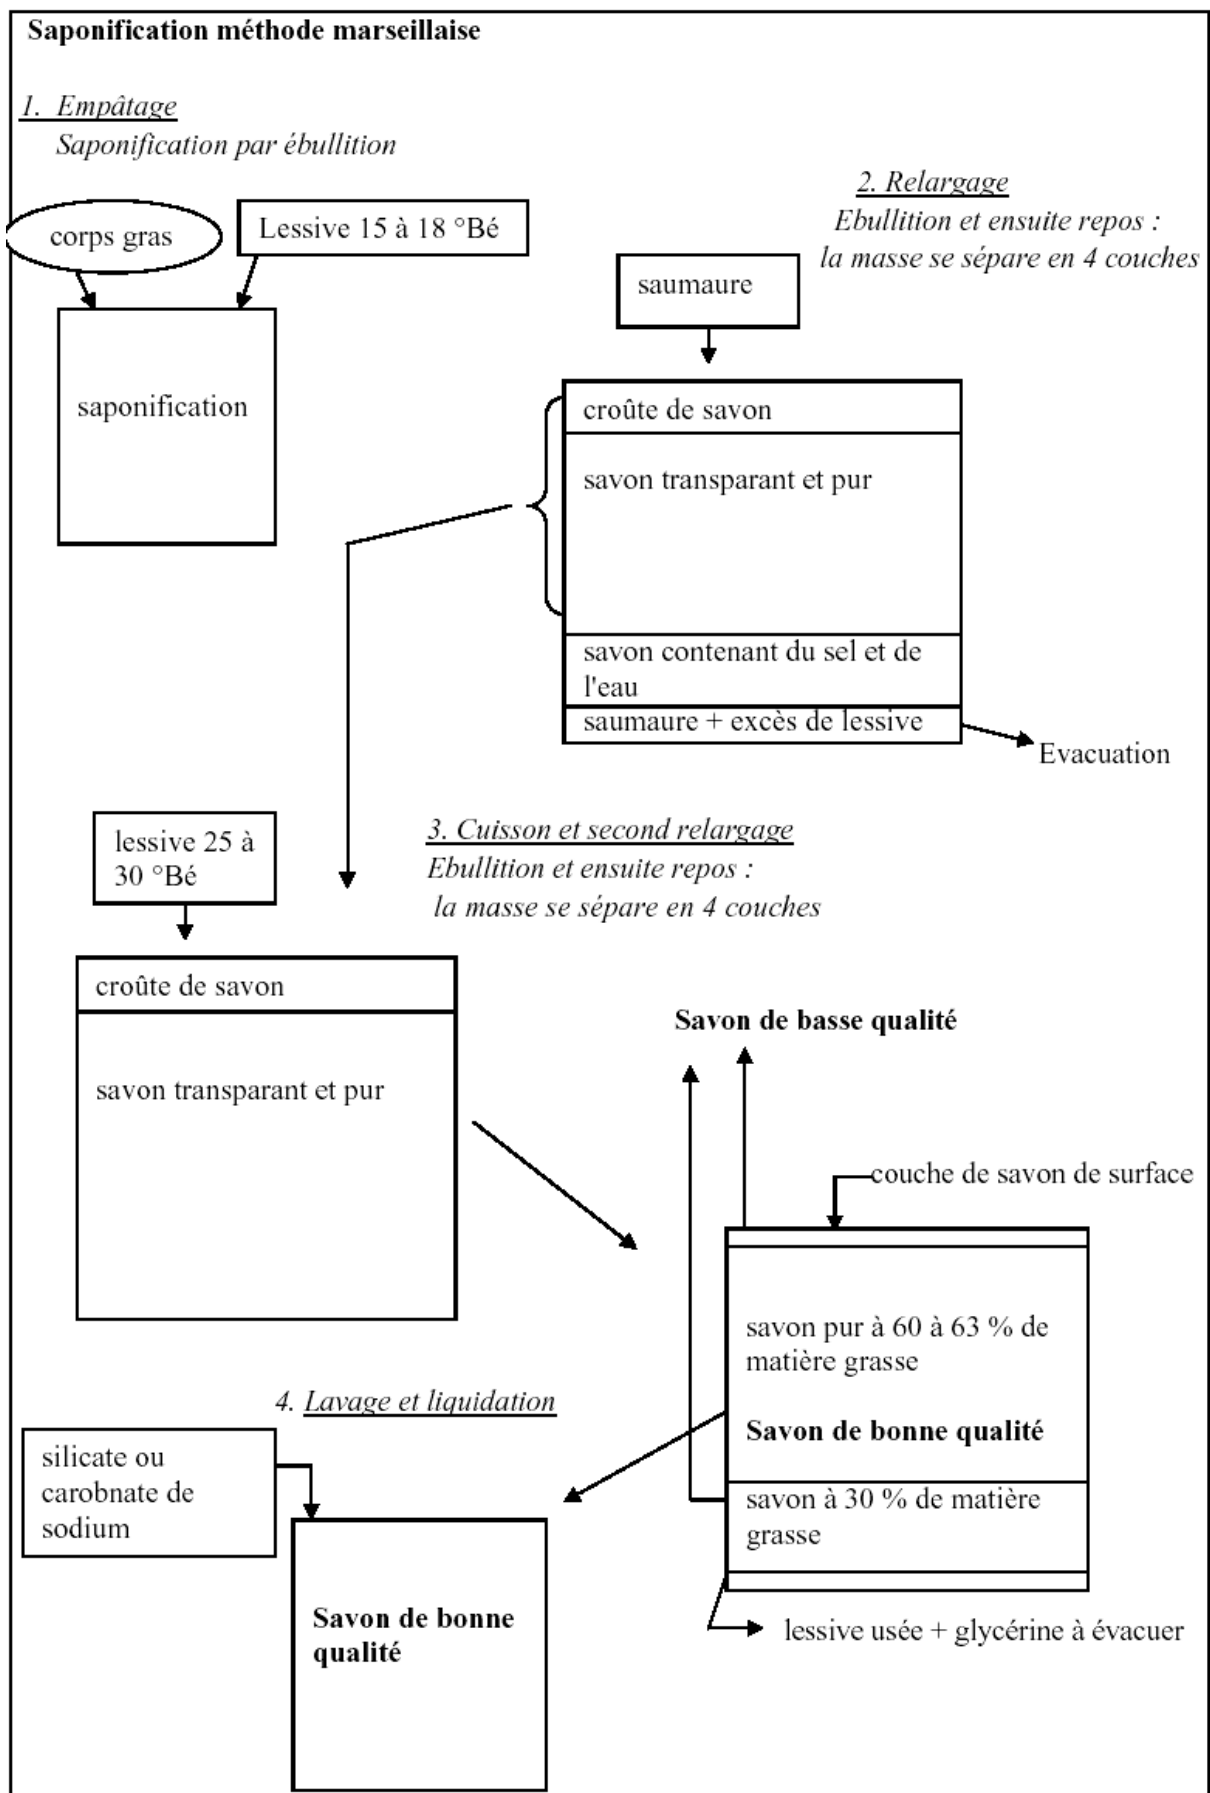 Saponification méthode marseillaise
1. Empâtage
Saponification par ébullition
corps gras
Lessive 15 à 18 °Bé
saponification
2. Relargage
Ebullition et ensuite repos :
la masse se sépare en 4 couches
saumaure
croûte de savon
savon transparant et pur
savon contenant du sel et de
l'eau
saumaure + excès de lessive
Evacuation
lessive 25 à
30 °Bé
3. Cuisson et second relargage
Ebullition et ensuite repos :
la masse se sépare en 4 couches
croûte de savon
savon transparant et pur
Savon de basse qualité
couche de savon de surface
savon pur à 60 à 63 % de
matière grasse
Savon de bonne qualité
savon à 30 % de matière
grasse
lessive usée + glycérine à évacuer
4. Lavage et liquidation
silicate ou
carobnate de
sodium
Savon de bonne
qualité